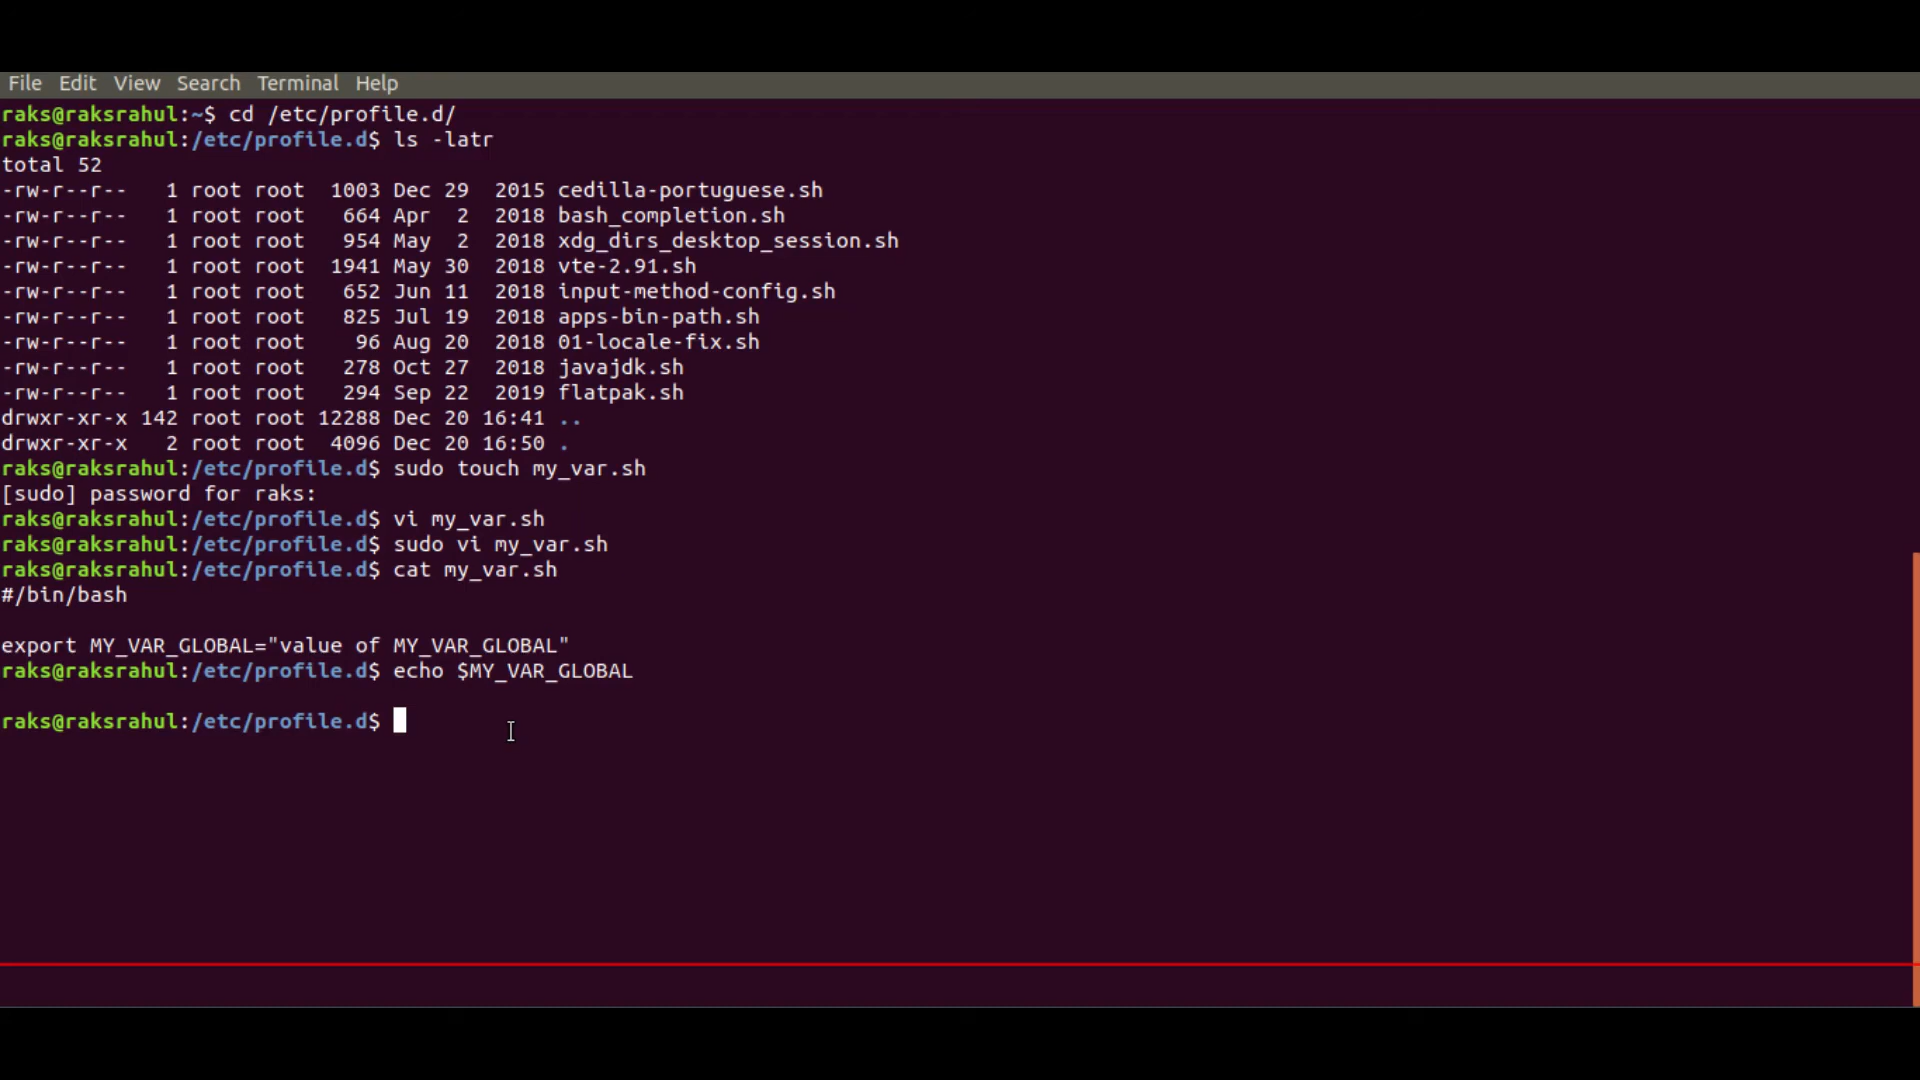 File Edit View Search Terminal Help
raks@raksrahul:~$ cd /etc/profile.d/
raks@raksrahul:/etc/profile.d$ ls -latr
total 52
-rw-r--r--   1 root root  1003 Dec 29  2015 cedilla-portuguese.sh
-rw-r--r--   1 root root   664 Apr  2  2018 bash_completion.sh
-rw-r--r--   1 root root   954 May  2  2018 xdg_dirs_desktop_session.sh
-rw-r--r--   1 root root  1941 May 30  2018 vte-2.91.sh
-rw-r--r--   1 root root   652 Jun 11  2018 input-method-config.sh
-rw-r--r--   1 root root   825 Jul 19  2018 apps-bin-path.sh
-rw-r--r--   1 root root    96 Aug 20  2018 01-locale-fix.sh
-rw-r--r--   1 root root   278 Oct 27  2018 javajdk.sh
-rw-r--r--   1 root root   294 Sep 22  2019 flatpak.sh
drwxr-xr-x 142 root root 12288 Dec 20 16:41 ..
drwxr-xr-x   2 root root  4096 Dec 20 16:50 .
raks@raksrahul:/etc/profile.d$ sudo touch my_var.sh
[sudo] password for raks:
raks@raksrahul:/etc/profile.d$ vi my_var.sh
raks@raksrahul:/etc/profile.d$ sudo vi my_var.sh
raks@raksrahul:/etc/profile.d$ cat my_var.sh
#/bin/bash
export MY_VAR_GLOBAL="value of MY_VAR_GLOBAL"
raks@raksrahul:/etc/profile.d$ echo $MY_VAR_GLOBAL
raks@raksrahul:/etc/profile.d$